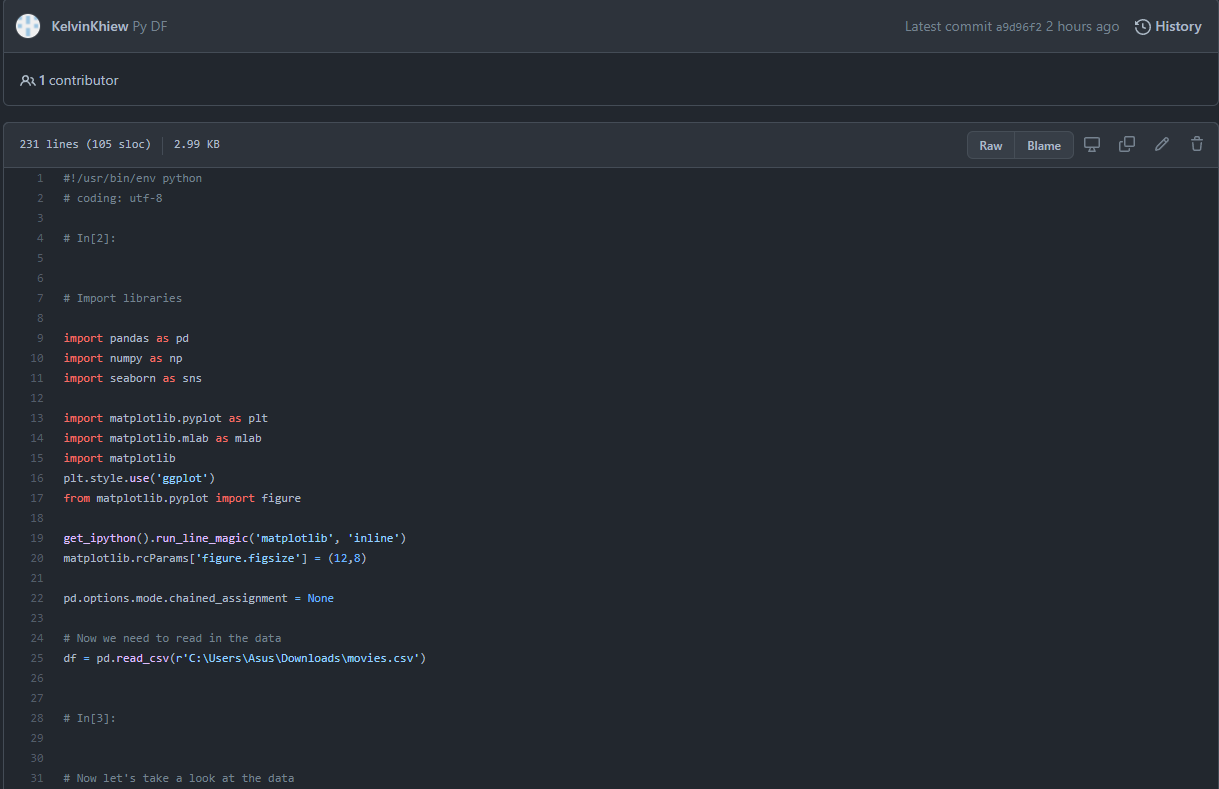 KelvinKhiew Py DF
Latest commit a9d96f2 2 hours ago History
1 contributor
231 lines (105 sloc) 2.99 KB
Raw Blame
1 #!/usr/bin/env python
2 # coding: utf-8
3
4 # In[2]:
5
6
7 # Import libraries
8
9 import pandas as pd
10 import numpy as np
11 import seaborn as sns
12
13 import matplotlib.pyplot as plt
14 import matplotlib.mlab as mlab
15 import matplotlib
16 plt.style.use('ggplot')
17 from matplotlib.pyplot import figure
18
19 get_ipython().run_line_magic('matplotlib', 'inline')
20 matplotlib.rcParams['figure.figsize'] = (12,8)
21
22 pd.options.mode.chained_assignment = None
23
24 # Now we need to read in the data
25 df = pd.read_csv(r'C:\Users\Asus\Downloads\movies.csv')
26
27
28 # In[3]:
29
30
31 # Now let's take a look at the data